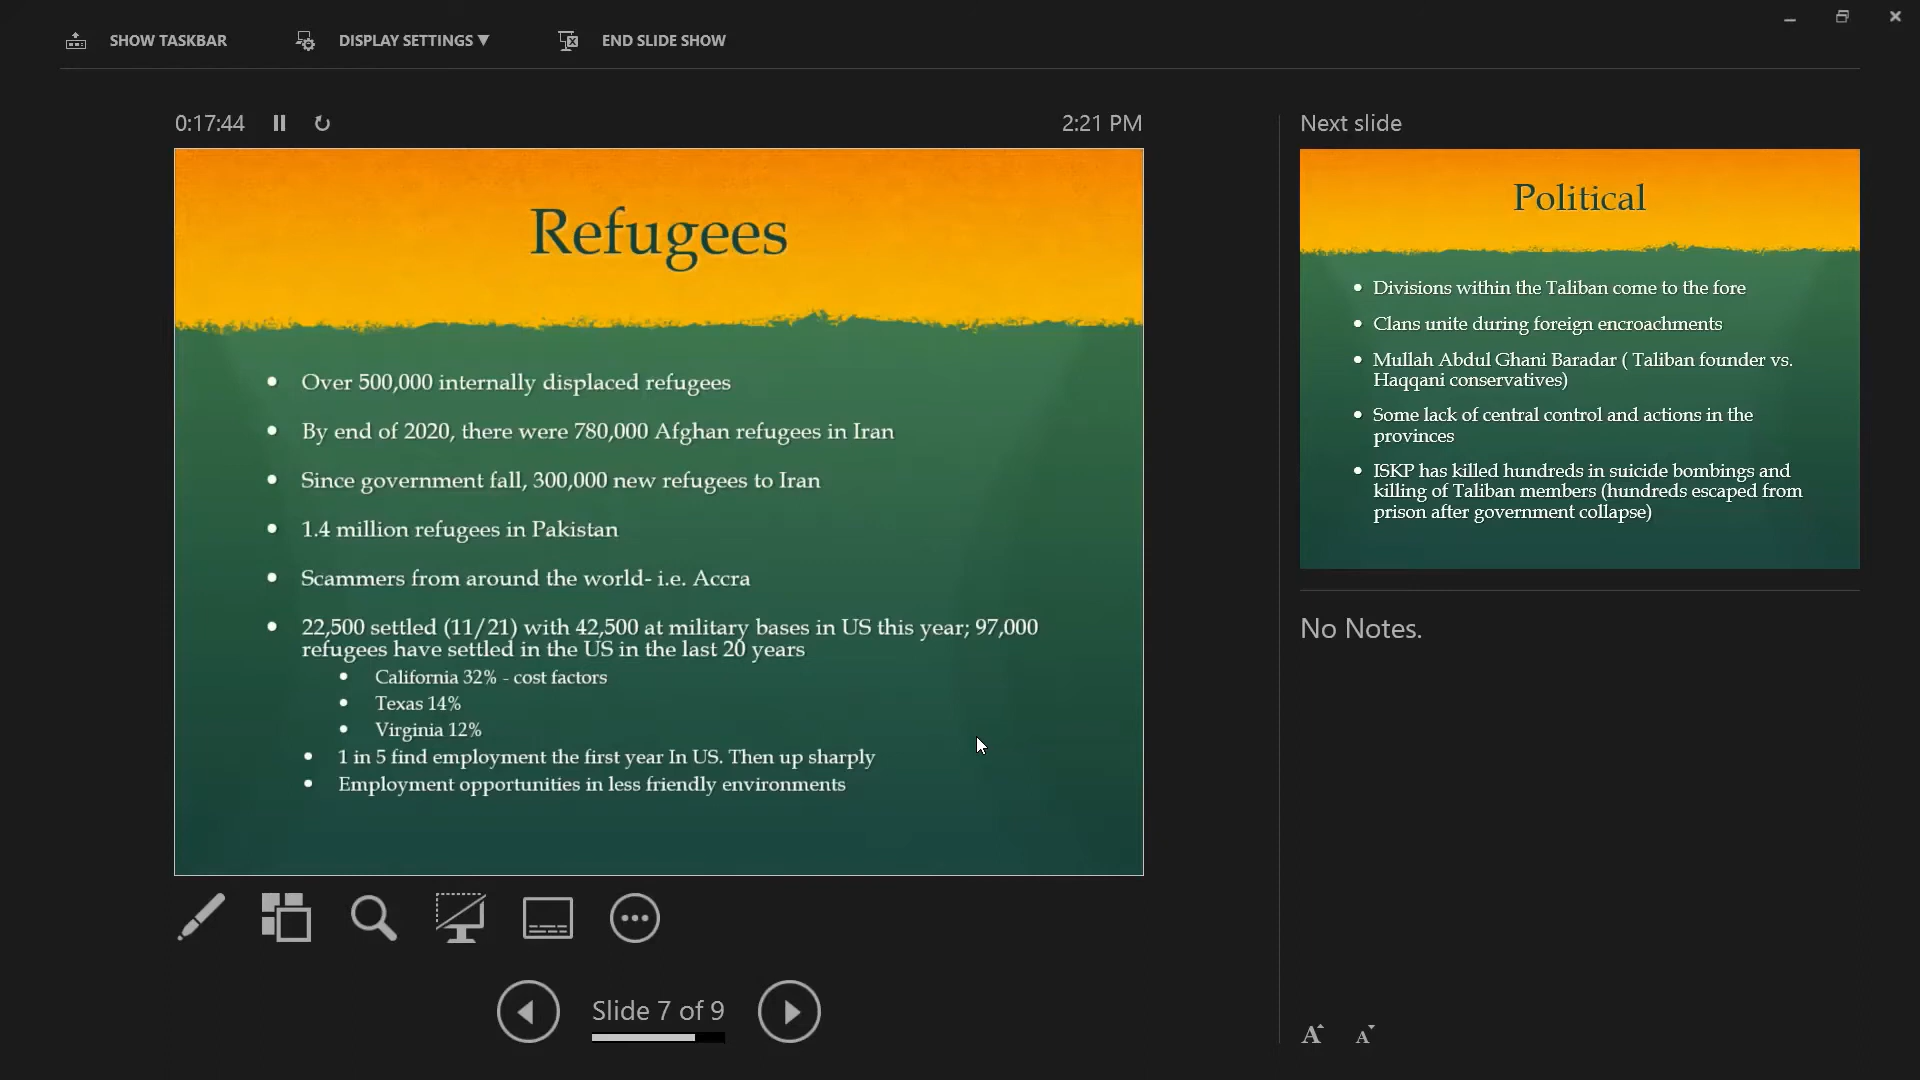 SHOW TASKBAR
DISPLAY SETTINGS ▼
END SLIDE SHOW
0:17:44
2:21 PM
Refugees
• Over 500,000 internally displaced refugees
• By end of 2020, there were 780,000 Afghan refugees in Iran
• Since government fall, 300,000 new refugees to Iran
• 1.4 million refugees in Pakistan
• Scammers from around the world- i.e. Accra
• 22,500 settled (11/21) with 42,500 at military bases in US this year; 97,000
refugees have settled in the US in the last 20 years
• California 32% - cost factors
• Texas 14%
• Virginia 12%
• 1 in 5 find employment the first year In US. Then up sharply
• Employment opportunities in less friendly environments
Slide 7 of 9
Next slide
Political
• Divisions within the Taliban come to the fore
• Clans unite during foreign encroachments
• Mullah Abdul Ghani Baradar ( Taliban founder vs.
Haqqani conservatives)
• Some lack of central control and actions in the
provinces
• ISKP has killed hundreds in suicide bombings and
killing of Taliban members (hundreds escaped from
prison after government collapse)
No Notes.
A A